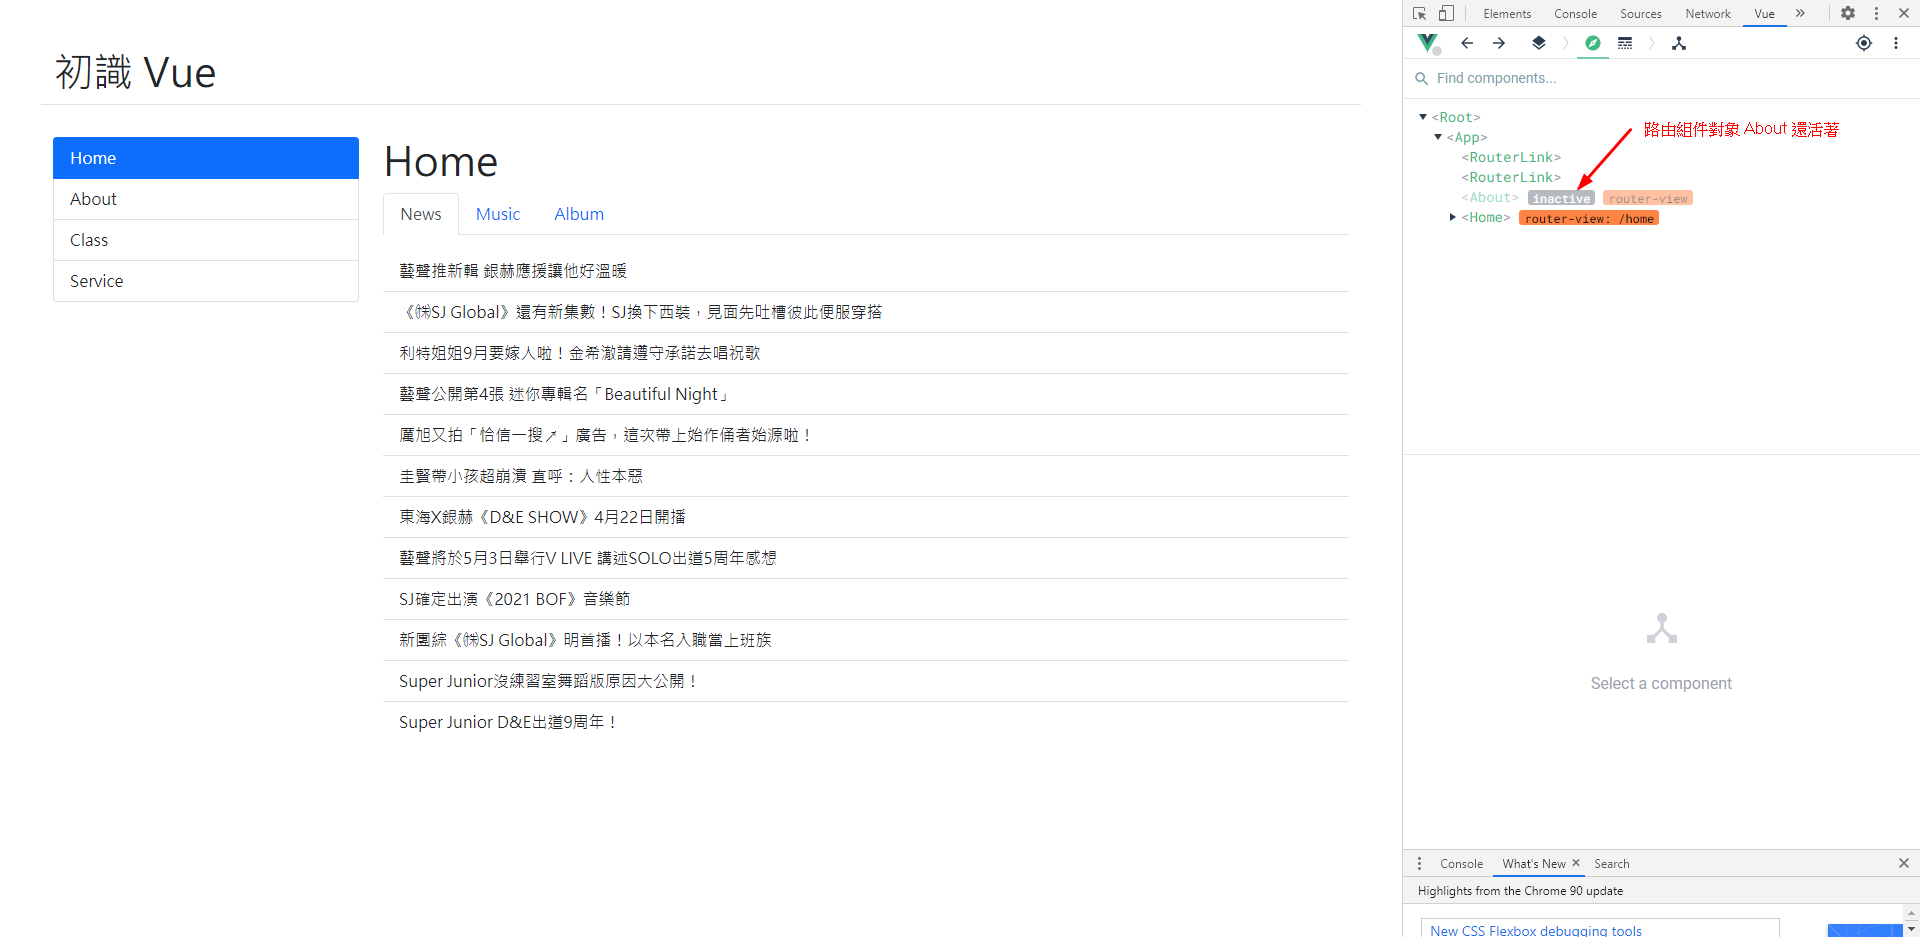 初識 Vue
Home
About
Class
Service
Home
News Music Album
藝聲推新輯 銀赫應援讓他好溫暖
《㈱SJ Global》還有新集數！SJ換下西裝，見面先吐槽彼此便服穿搭
利特姐姐9月要嫁人啦！金希澈請遵守承諾去唱祝歌
藝聲公開第4張 迷你專輯名「Beautiful Night」
厲旭又拍「恰信一搜↗」廣告，這次帶上始作俑者始源啦！
圭賢帶小孩超崩潰 直呼：人性本惡
東海X銀赫《D&E SHOW》4月22日開播
藝聲將於5月3日舉行V LIVE 講述SOLO出道5周年感想
SJ確定出演《2021 BOF》音樂節
新團綜《㈱SJ Global》明首播！以本名入職當上班族
Super Junior沒練習室舞蹈版原因大公開！
Super Junior D&E出道9周年！
Elements Console Sources Network Vue
Find components...
<Root>
<App>
<RouterLink>
<RouterLink>
<About> inactive router-view
<Home> router-view: /home
路由組件對象 About 還活著
Select a component
Console What's New Search
Highlights from the Chrome 90 update
New CSS Flexbox debugging tools